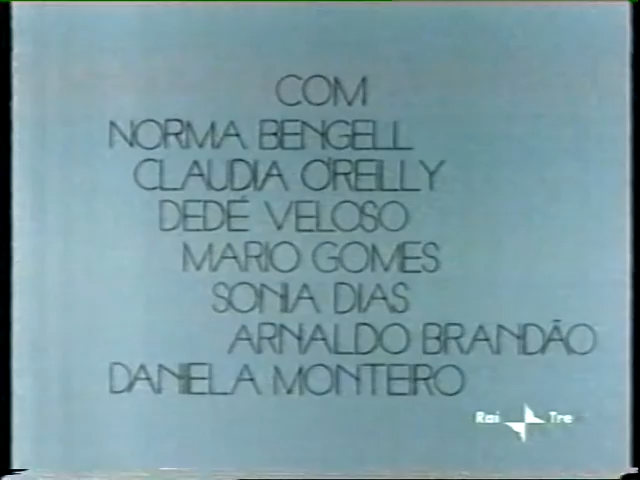 COM
NORMA BENGELL
CLAUDIA O'REILLY
DEDÉ VELOSO
MARIO GOMES
SONIA DIAS
ARNALDO BRANDÃO
DANIELA MONTEIRO
Rai Tre